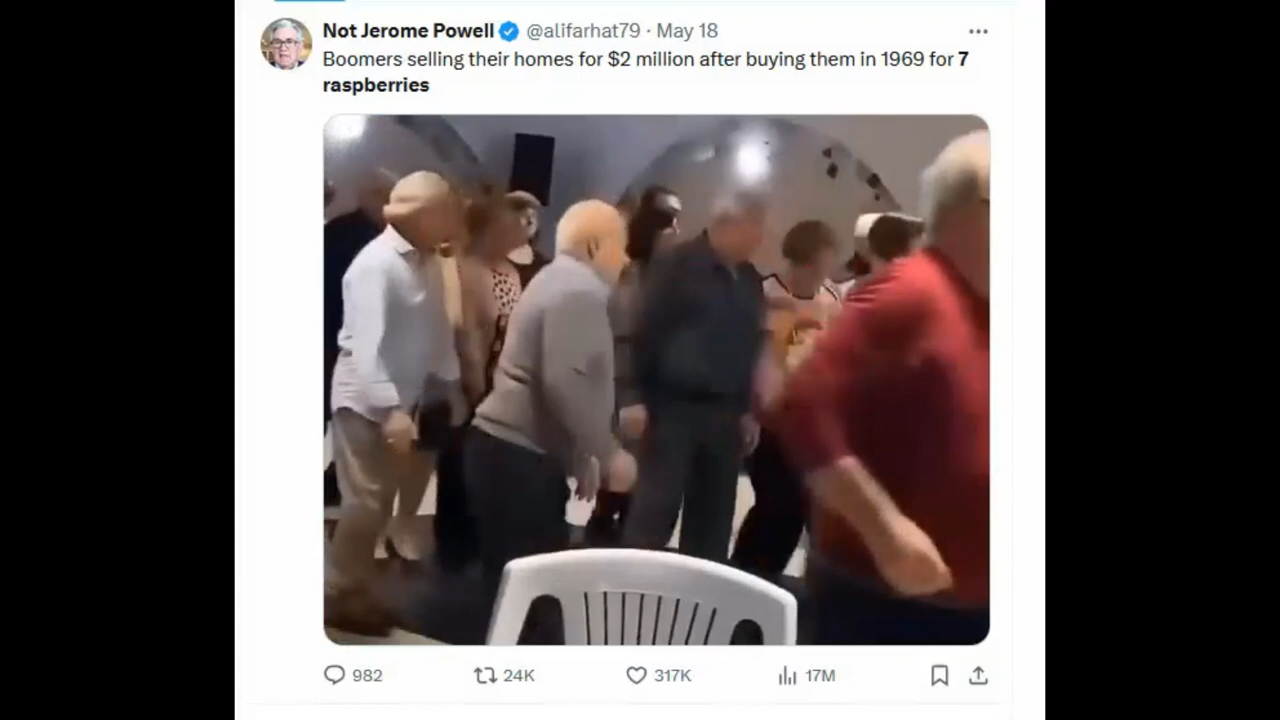 Not Jerome Powell @alifarhat79 · May 18
Boomers selling their homes for $2 million after buying them in 1969 for 7
raspberries
982 24K 317K 17M